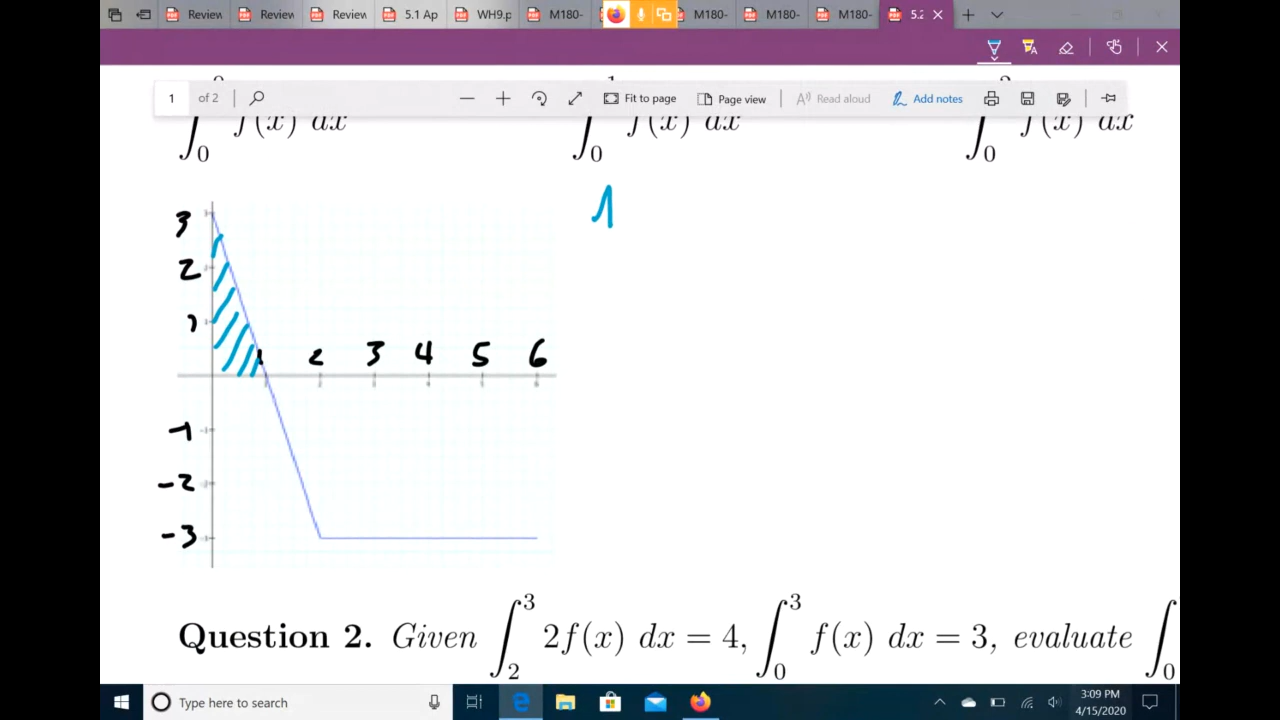 Review Review Review 5.1 Ap WH9.p M180- M180- M180- M180- 5.2
1 of 2 Fit to page Page view Read aloud Add notes
∫₀ f(x) dx ∫₀ f(x) dx ∫₀ f(x) dx
1
3
2
1
1 2 3 4 5 6
-1
-2
-3
Question 2. Given ∫₂³ 2f(x) dx = 4, ∫₀³ f(x) dx = 3, evaluate ∫₀
Type here to search
3:09 PM
4/15/2020